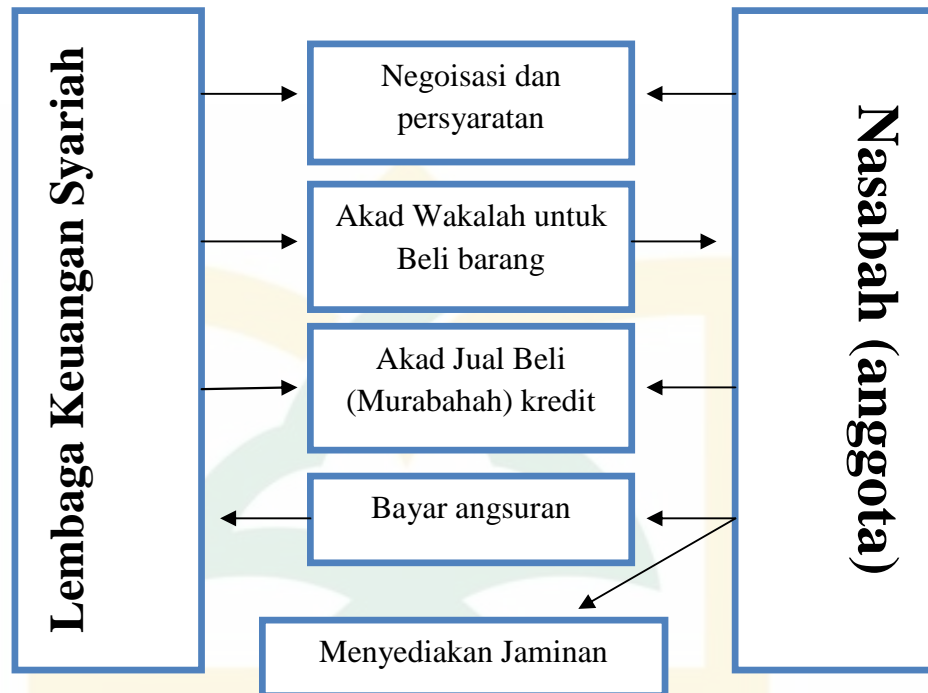 Lembaga Keuangan Syariah
Negoisasi dan
persyaratan
Akad Wakalah untuk
Beli barang
Akad Jual Beli
(Murabahah) kredit
Bayar angsuran
Menyediakan Jaminan
Nasabah (anggota)